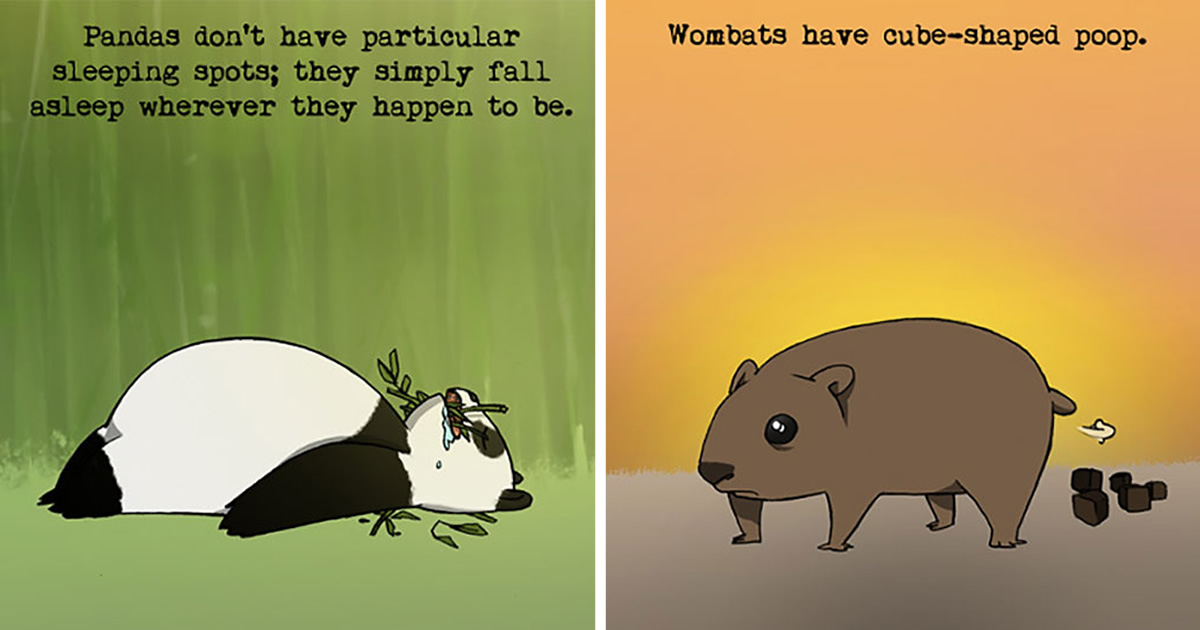 Pandas don't have particular
sleeping spots; they simply fall
asleep wherever they happen to be.
Wombats have cube-shaped poop.